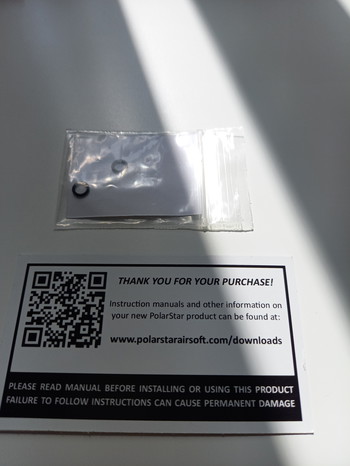 THANK YOU FOR YOUR PURCHASE!
Instruction manuals and other information on
your new PolarStar product can be found at:
www.polarstarairsoft.com/downloads
PLEASE READ MANUAL BEFORE INSTALLING OR USING THIS PRODUCT
FAILURE TO FOLLOW INSTRUCTIONS CAN CAUSE PERMANENT DAMAGE